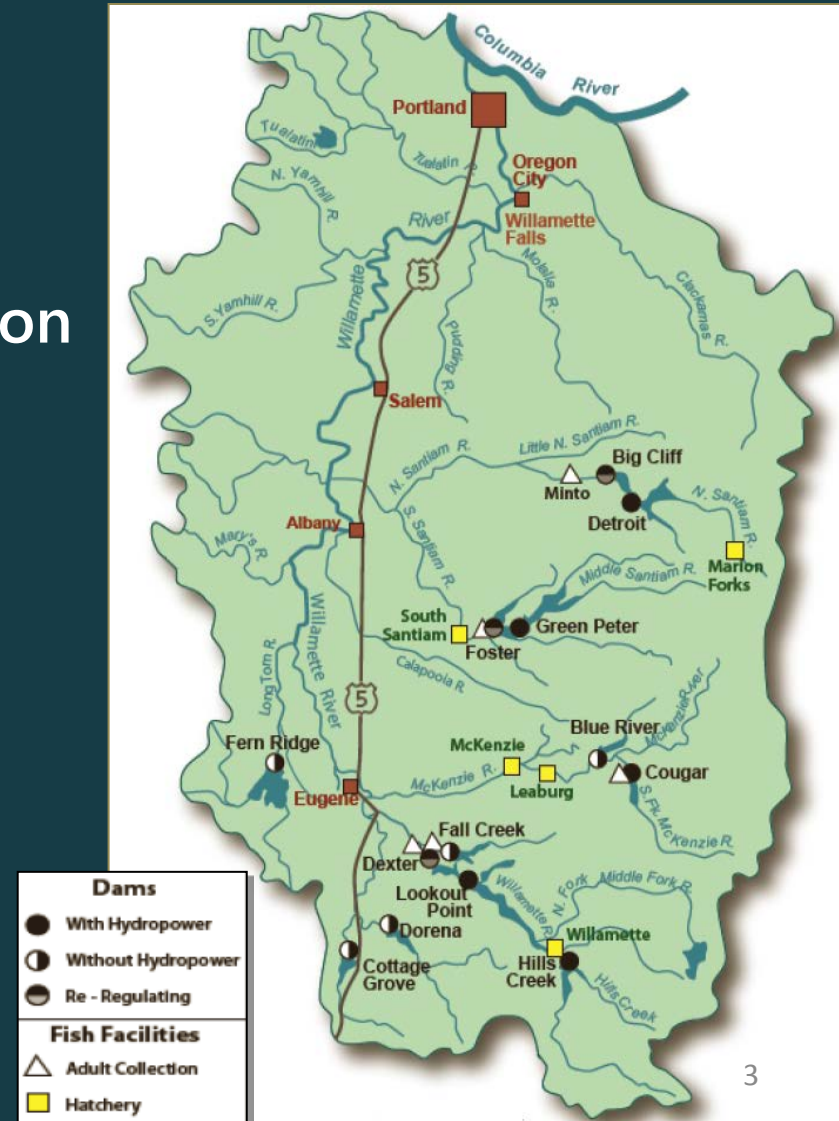 on
Columbia
River
Portland
Tualatin
Tualatin R.
N. Yamhill
R.
Oregon
City
River
Willamette
Falls
Willamette
5
Molalla R.
Clackamas
R.
S. Yamhill R.
Pudding R.
Salem
Little N. Santiam R.
N. Santiam R.
Big Cliff
Minto
N. Santiam R.
Detroit
S. Santiam R.
Albany
Mary's R.
Marion
Forks
Middle Santiam R.
South
Santiam
Green Peter
Foster
Willamette River
Long Tom R.
Calapooia R.
5
McKenzie River
Blue River
Fern Ridge
McKenzie
McKenzie R.
Cougar
Leaburg
Eugene
S. Fk. McKenzie R.
Fall Creek
Dexter
Lookout
Point
N. Fork Middle Fork R.
Willamette R.
Dorena
Willamette
Cottage
Grove
Hills
Creek
Hills Creek
Dams
With Hydropower
Without Hydropower
Re - Regulating
Fish Facilities
Adult Collection
Hatchery
3